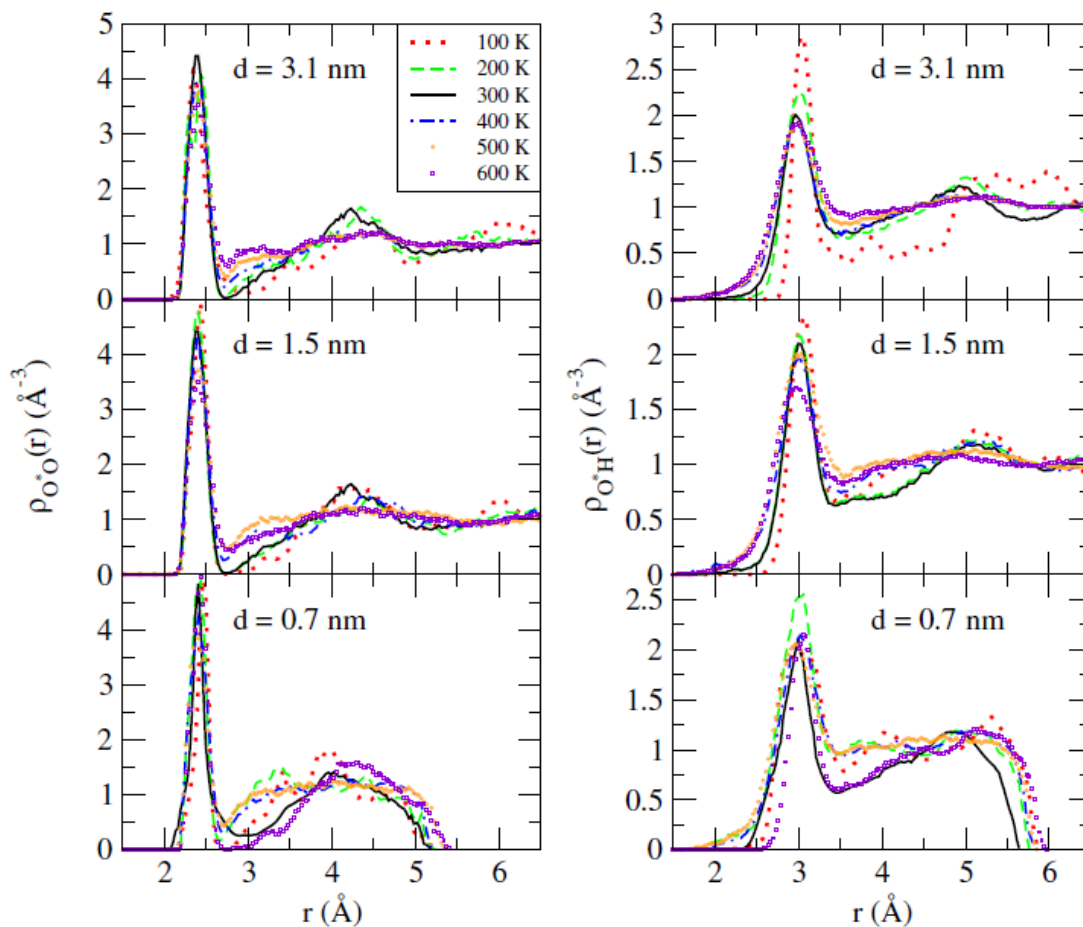 5
4
3
2
1
0
d = 3.1 nm
100 K
200 K
300 K
400 K
500 K
600 K
3
2.5
2
1.5
1
0.5
0
d = 3.1 nm
4
3
2
1
0
d = 1.5 nm
ρO*O(r) (Å-3)
2
1.5
1
0.5
0
d = 1.5 nm
ρO*H(r) (Å-3)
4
3
2
1
0
d = 0.7 nm
2.5
2
1.5
1
0.5
0
d = 0.7 nm
2 3 4 5 6
r (Å)
2 3 4 5 6
r (Å)